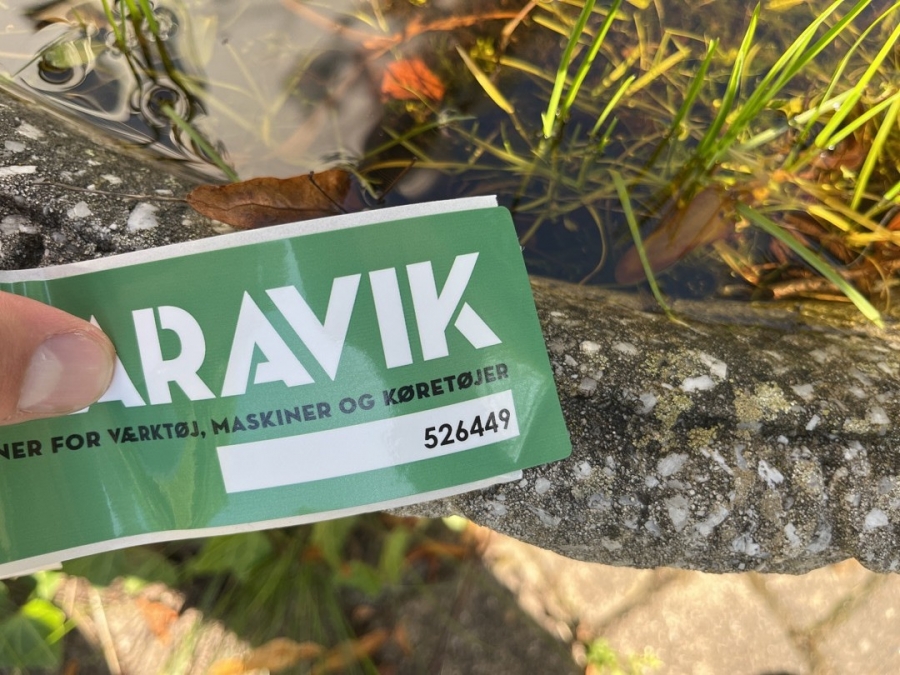 ARAVIK
NER FOR VÆRKTØJ, MASKINER OG KØRETØJER
526449